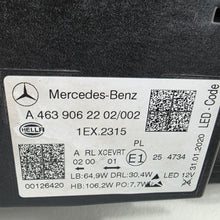 Mercedes-Benz
A 463 906 22 02/002
HELLA
1EX.2315
PL
A RL XCEVRT
02 00 01
E1
25 4734
LB:64,9W DRL:30,4W LED 12V
00126420
HB:106,2W PO:7,7W
31.01.2020
LED-Code